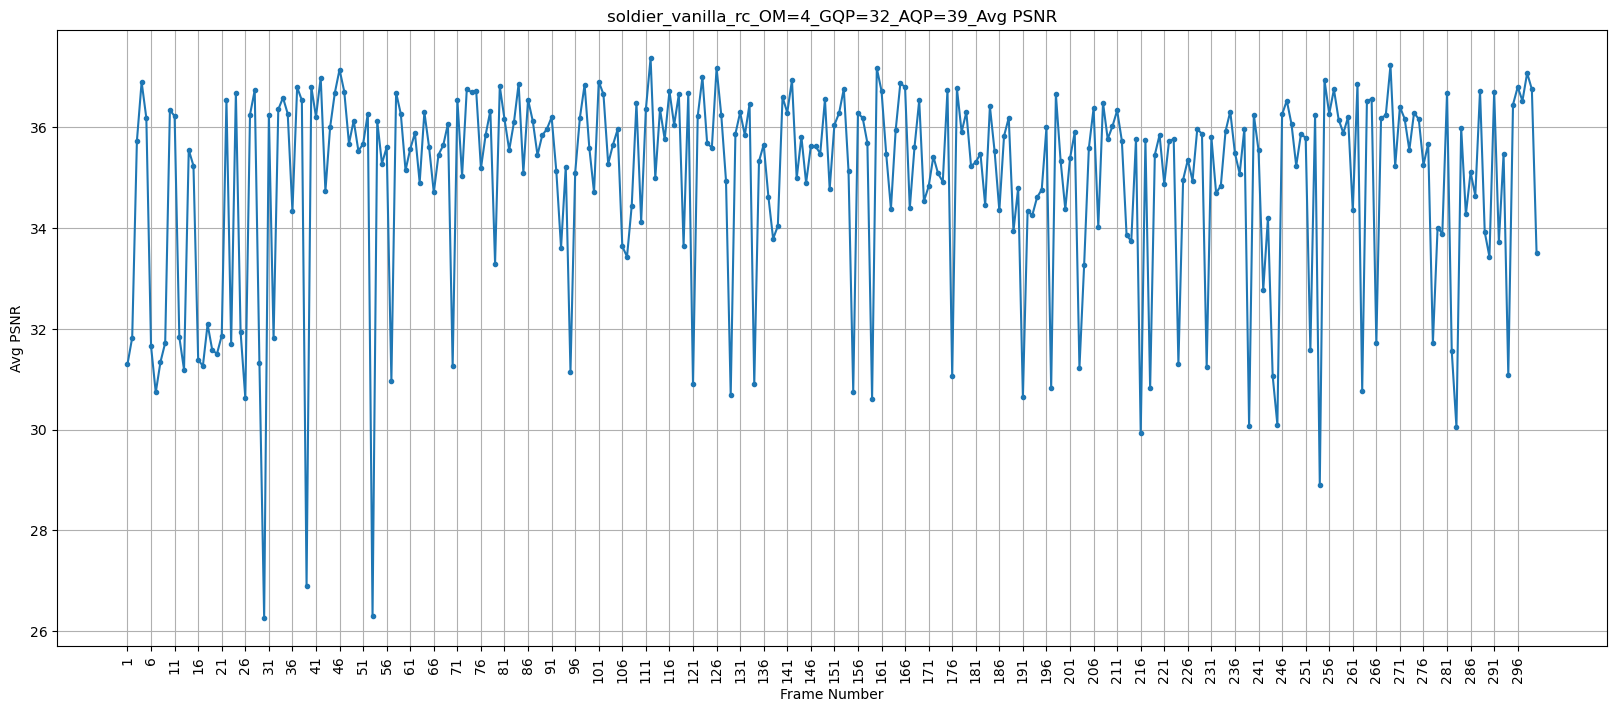 soldier_vanilla_rc_OM=4_GQP=32_AQP=39_Avg PSNR
Avg PSNR
36
34
32
30
28
26
1 6 11 16 21 26 31 36 41 46 51 56 61 66 71 76 81 86 91 96 101 106 111 116 121 126 131 136 141 146 151 156 161 166 171 176 181 186 191 196 201 206 211 216 221 226 231 236 241 246 251 256 261 266 271 276 281 286 291 296
Frame Number